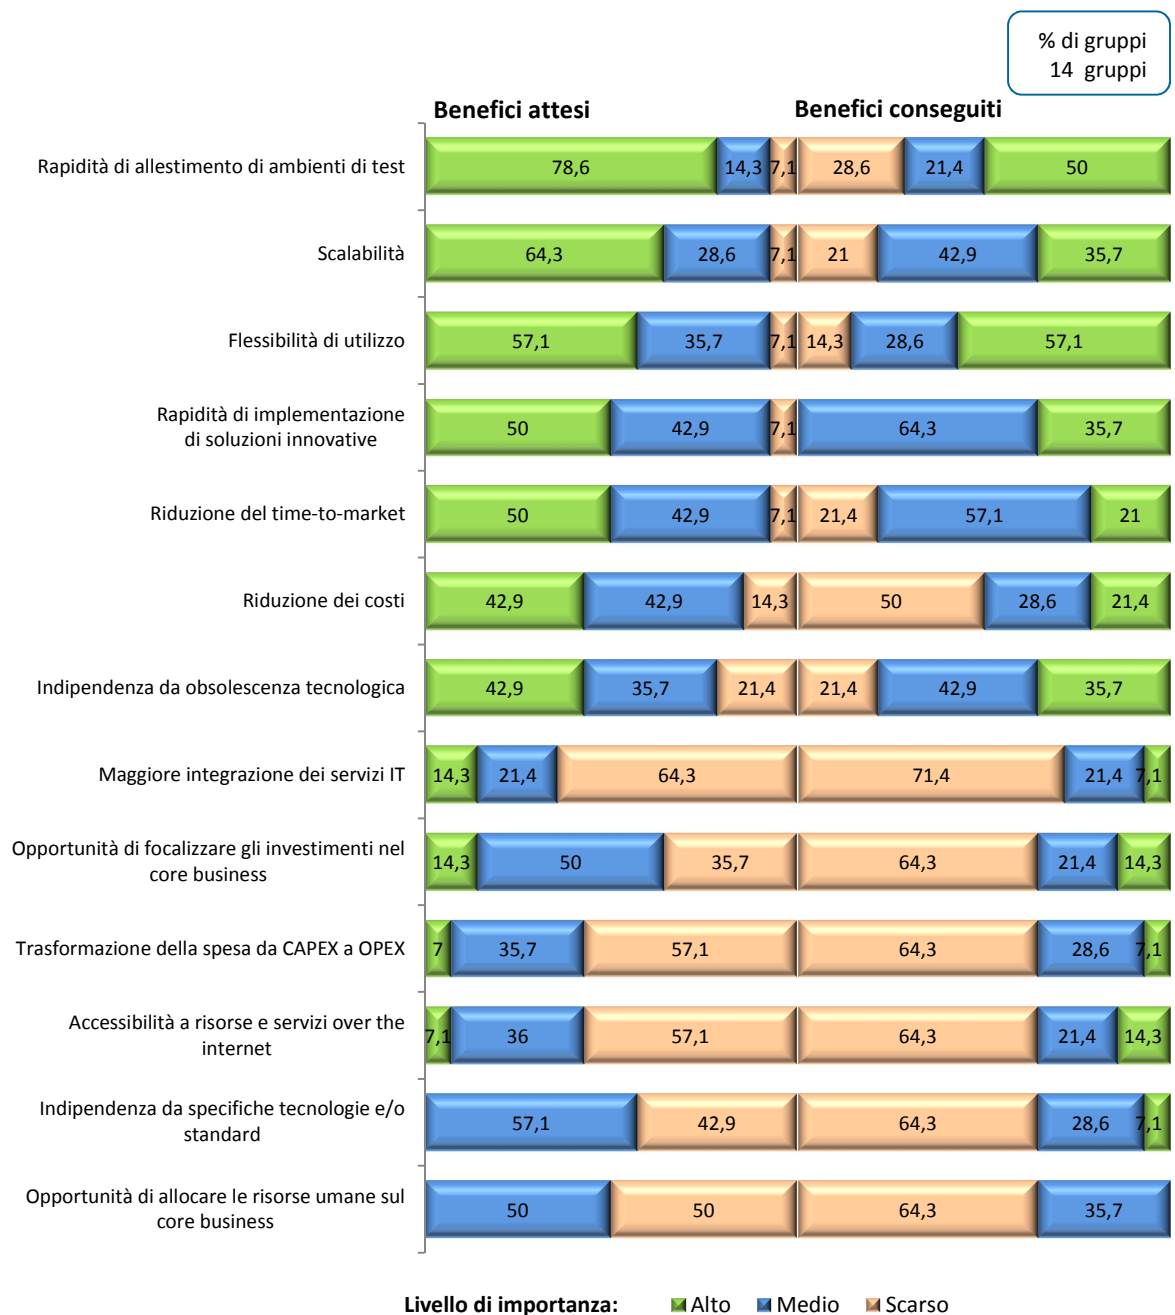 % di gruppi
14 gruppi
Benefici attesi
Benefici conseguiti
Rapidità di allestimento di ambienti di test
78,6 14,3 7,1 28,6 21,4 50
Scalabilità
64,3 28,6 7,1 21 42,9 35,7
Flessibilità di utilizzo
57,1 35,7 7,1 14,3 28,6 57,1
Rapidità di implementazione
di soluzioni innovative
50 42,9 7,1 64,3 35,7
Riduzione del time-to-market
50 42,9 7,1 21,4 57,1 21
Riduzione dei costi
42,9 42,9 14,3 50 28,6 21,4
Indipendenza da obsolescenza tecnologica
42,9 35,7 21,4 21,4 42,9 35,7
Maggiore integrazione dei servizi IT
14,3 21,4 64,3 71,4 21,4 7,1
Opportunità di focalizzare gli investimenti nel
core business
14,3 50 35,7 64,3 21,4 14,3
Trasformazione della spesa da CAPEX a OPEX
7 35,7 57,1 64,3 28,6 7,1
Accessibilità a risorse e servizi over the
internet
7,1 36 57,1 64,3 21,4 14,3
Indipendenza da specifiche tecnologie e/o
standard
57,1 42,9 64,3 28,6 7,1
Opportunità di allocare le risorse umane sul
core business
50 50 64,3 35,7
Livello di importanza: Alto Medio Scarso